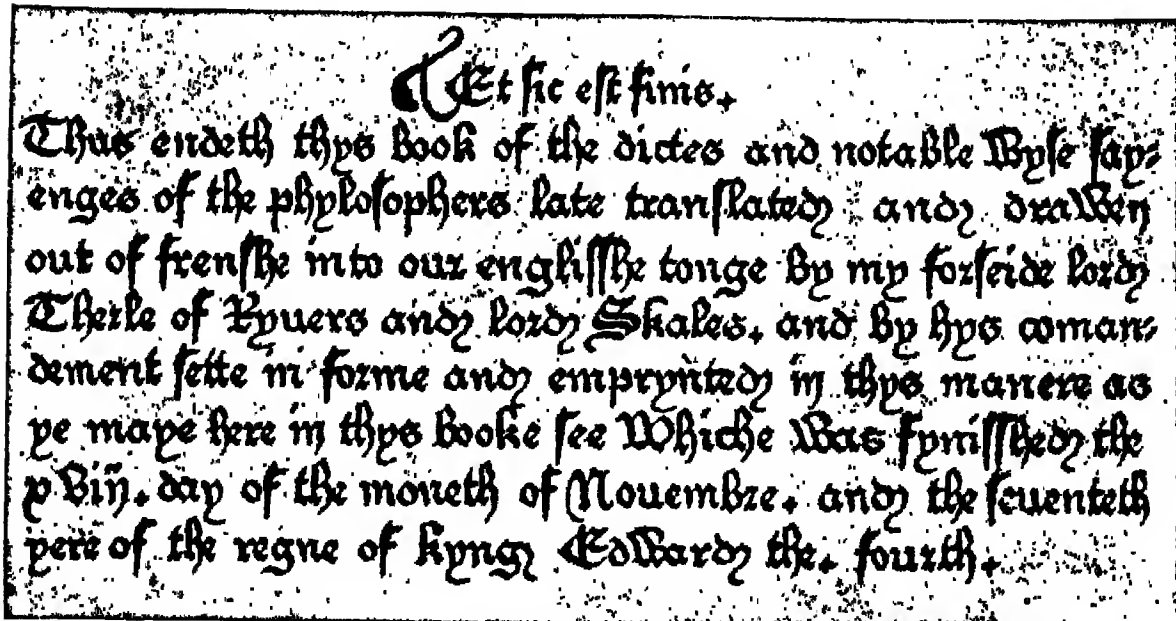 Et sic est finis.
Thus endeth thys book of the dictes and notable wyse say-
enges of the phylosophers late translated and drawen
out of frenshe into our englisshe tonge by my forseide lord
Therle of Ryuers and lord Skales. and by hys coman-
dement sette in forme and emprynted in thys manere as
ye maye here in thys booke see Whiche was fynisshed the
xviij. day of the moneth of Nouembre. and the seuenteth
yere of the regne of kyng Edward the. fourth.